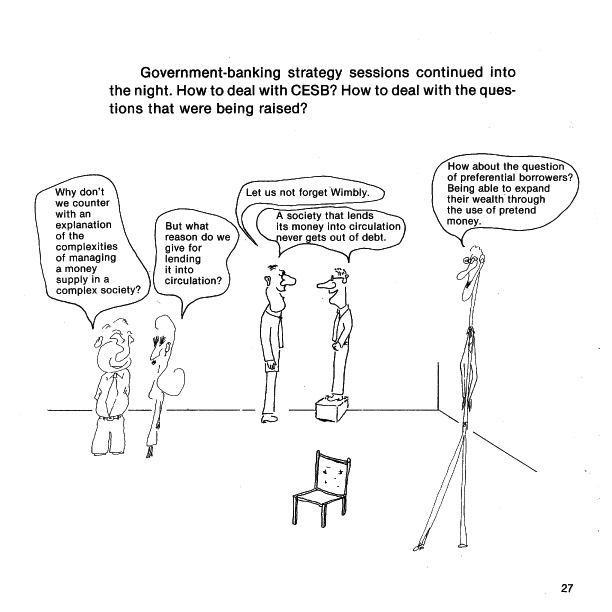 Government-banking strategy sessions continued into
the night. How to deal with CESB? How to deal with the ques-
tions that were being raised?
Why don't
we counter
with an
explanation
of the
complexities
of managing
a money
supply in a
complex society?
But what
reason do we
give for
lending
it into
circulation?
Let us not forget Wimbly.
A society that lends
its money into circulation
never gets out of debt.
How about the question
of preferential borrowers?
Being able to expand
their wealth through
the use of pretend
money.
27